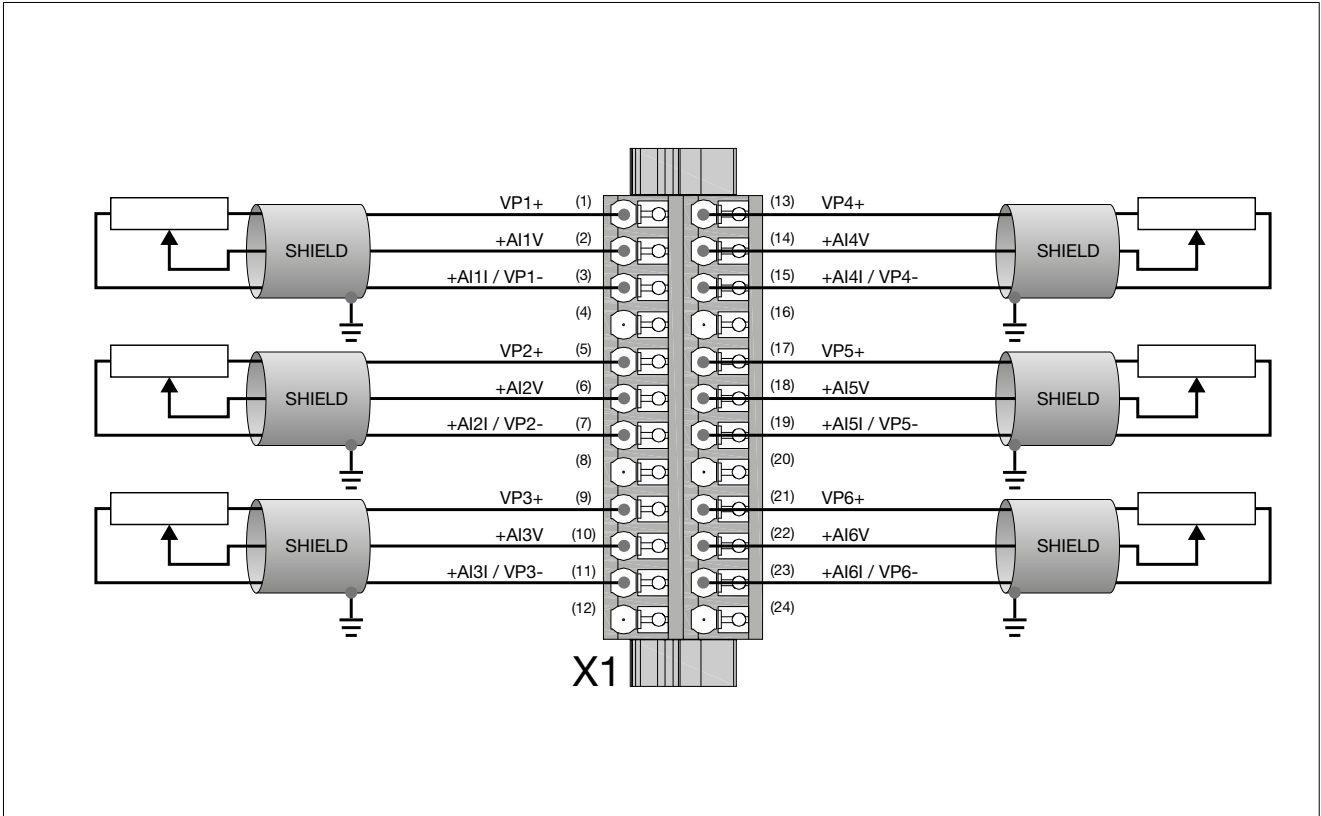 VP1+ (1) (13) VP4+
+AI1V (2) (14) +AI4V
SHIELD SHIELD
+AI1I / VP1- (3) (15) +AI4I / VP4-
(4) (16)
VP2+ (5) (17) VP5+
+AI2V (6) (18) +AI5V
SHIELD SHIELD
+AI2I / VP2- (7) (19) +AI5I / VP5-
(8) (20)
VP3+ (9) (21) VP6+
+AI3V (10) (22) +AI6V
SHIELD SHIELD
+AI3I / VP3- (11) (23) +AI6I / VP6-
(12) (24)
X1